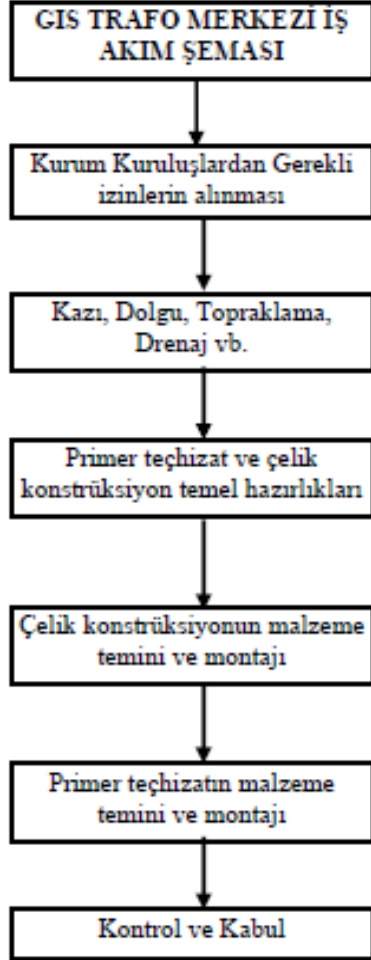 GIS TRAFO MERKEZİ İŞ
AKIM ŞEMASI
Kurum Kuruluşlardan Gerekli
izinlerin alınması
Kazı, Dolgu, Topraklama,
Drenaj vb.
Primer teçhizat ve çelik
konstrüksiyon temel hazırlıkları
Çelik konstrüksiyonun malzeme
temini ve montajı
Primer teçhizatın malzeme
temini ve montajı
Kontrol ve Kabul